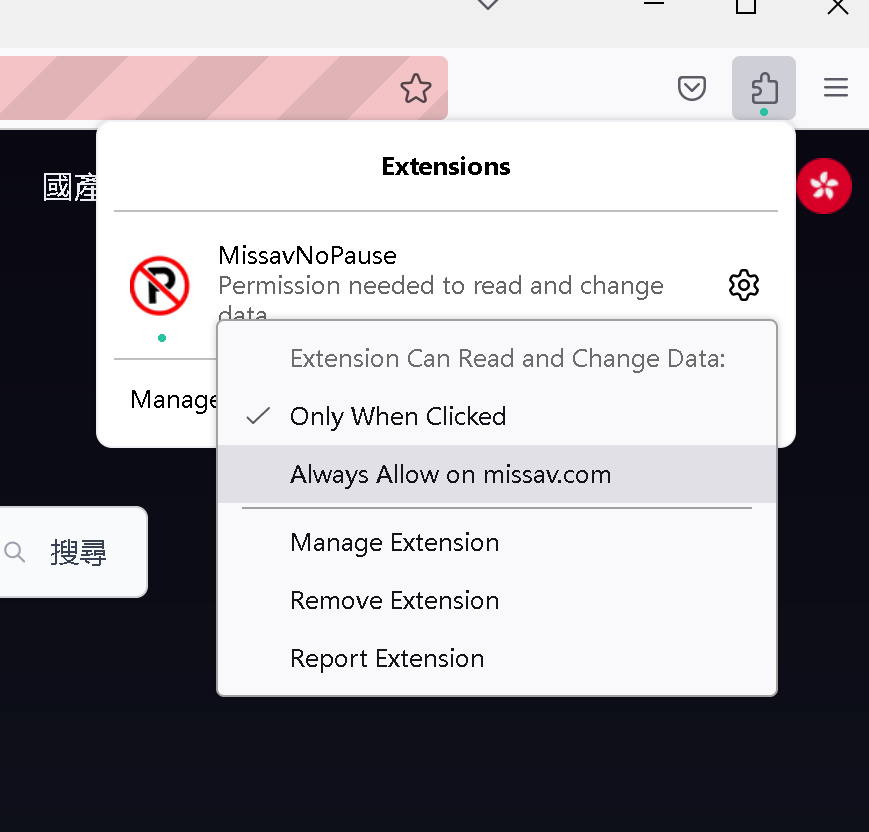 Extensions
國產
MissavNoPause
Permission needed to read and change
data
Extension Can Read and Change Data:
Manage
Only When Clicked
Always Allow on missav.com
Manage Extension
搜尋
Remove Extension
Report Extension